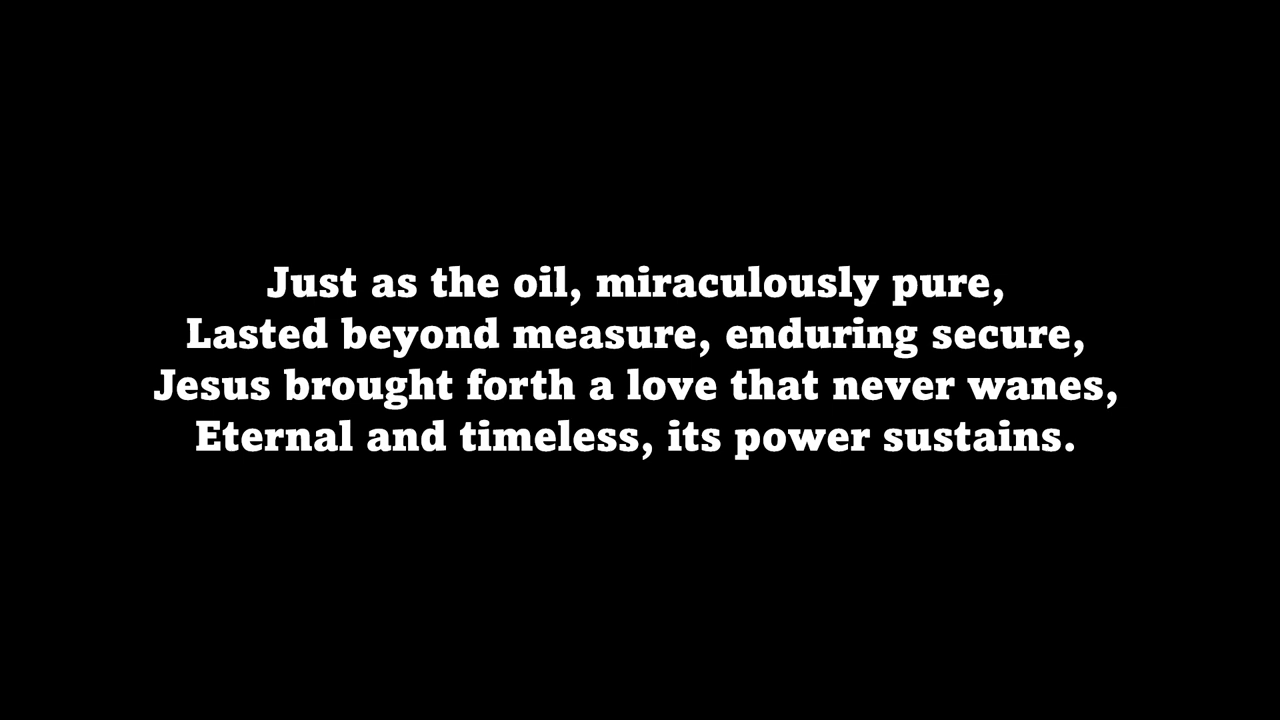 Just as the oil, miraculously pure,
Lasted beyond measure, enduring secure,
Jesus brought forth a love that never wanes,
Eternal and timeless, its power sustains.